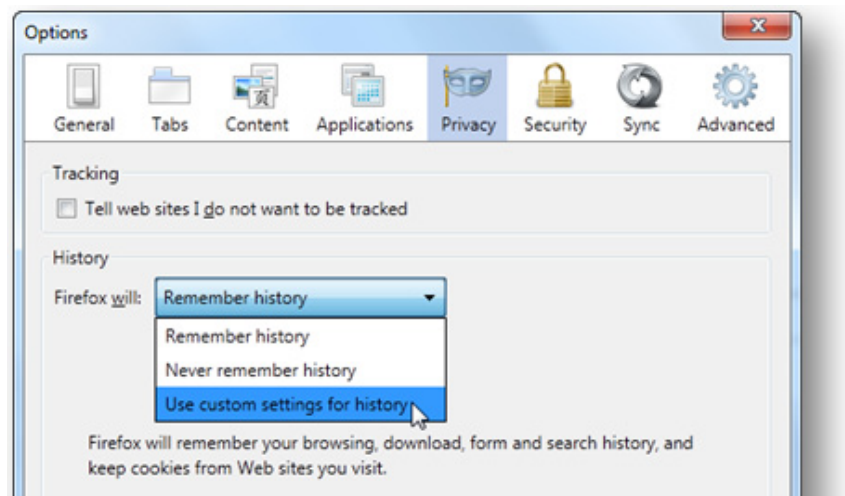 Options
General Tabs Content Applications Privacy Security Sync Advanced
Tracking
Tell web sites I do not want to be tracked
History
Firefox will: Remember history
Remember history
Never remember history
Use custom settings for history
Firefox will remember your browsing, download, form and search history, and
keep cookies from Web sites you visit.